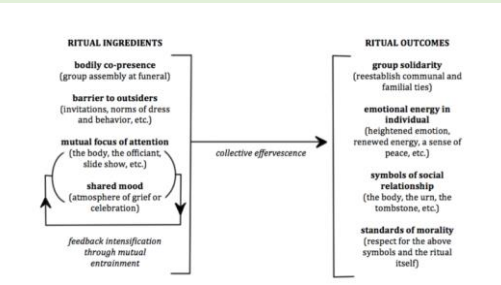 RITUAL INGREDIENTS
bodily co-presence
(group assembly at funeral)
barrier to outsiders
(invitations, norms of dress
and behavior, etc.)
mutual focus of attention
(the body, the officiant,
slide show, etc.)
shared mood
(atmosphere of grief or
celebration)
feedback intensification
through mutual
entrainment
collective effervescence
RITUAL OUTCOMES
group solidarity
(reestablish communal and
familial ties)
emotional energy in
individual
(heightened emotion,
renewed energy, a sense of
peace, etc.)
symbols of social
relationship
(the body, the urn, the
tombstone, etc.)
standards of morality
(respect for the above
symbols and the ritual
itself)